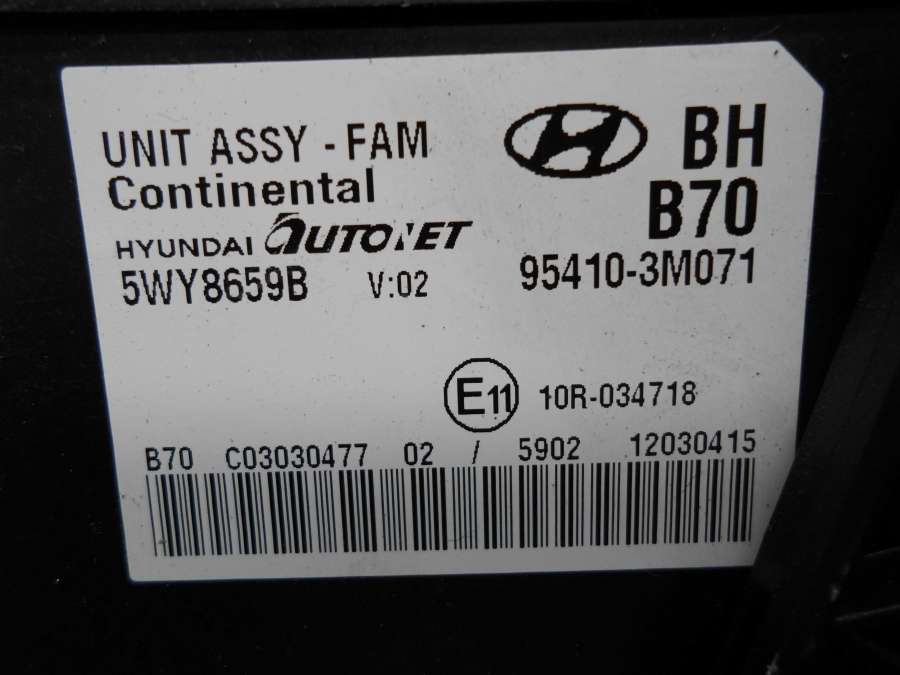 UNIT ASSY - FAM
Continental
HYUNDAI AUTONET
5WY8659B V:02
BH
B70
95410-3M071
E11 10R-034718
B70 C03030477 02 / 5902 12030415